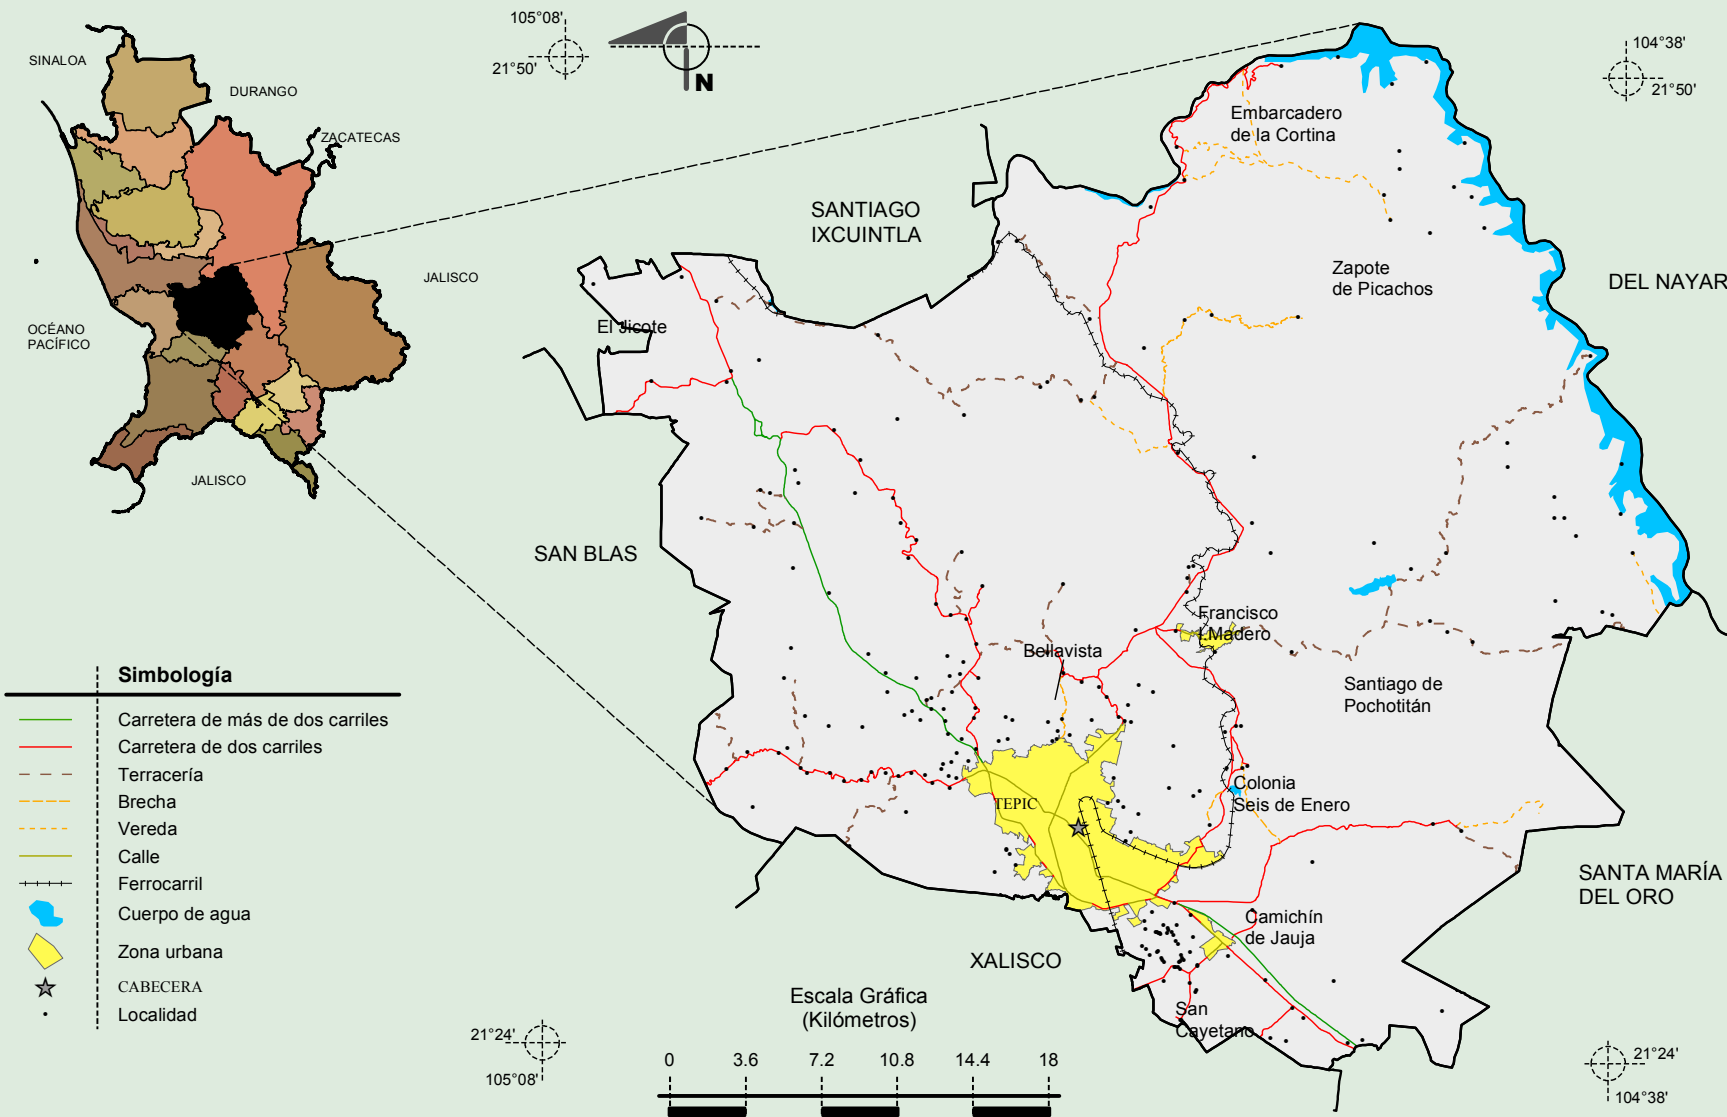 SINALOA
DURANGO
ZACATECAS
JALISCO
OCÉANO
PACÍFICO
JALISCO
105°08'
21°50'
N
104°38'
21°50'
Embarcadero
de la Cortina
SANTIAGO
IXCUINTLA
Zapote
de Picachos
DEL NAYAR
El Jicote
SAN BLAS
Francisco
I.Madero
Bellavista
Santiago de
Pochotitán
Colonia
Seis de Enero
TEPIC
SANTA MARÍA
DEL ORO
Camichín
de Jauja
XALISCO
San
Cayetano
Simbología
Carretera de más de dos carriles
Carretera de dos carriles
Terracería
Brecha
Vereda
Calle
Ferrocarril
Cuerpo de agua
Zona urbana
CABECERA
Localidad
Escala Gráfica
(Kilómetros)
0 3.6 7.2 10.8 14.4 18
21°24'
105°08'
21°24'
104°38'